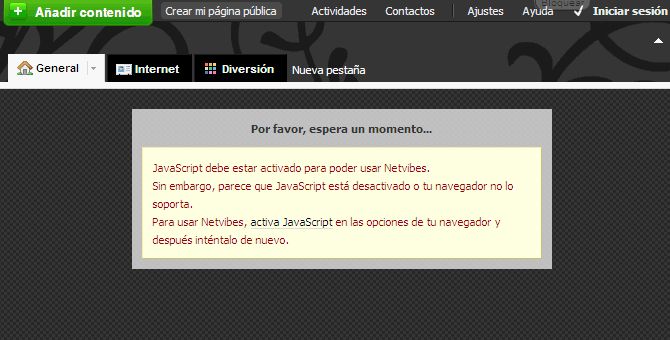 Añadir contenido
Crear mi página pública
Actividades
Contactos
Ajustes
Ayuda
Bloquear
Iniciar sesión
General
Internet
Diversión
Nueva pestaña
Por favor, espera un momento...
JavaScript debe estar activado para poder usar Netvibes.
Sin embargo, parece que JavaScript está desactivado o tu navegador no lo
soporta.
Para usar Netvibes, activa JavaScript en las opciones de tu navegador y
después inténtalo de nuevo.